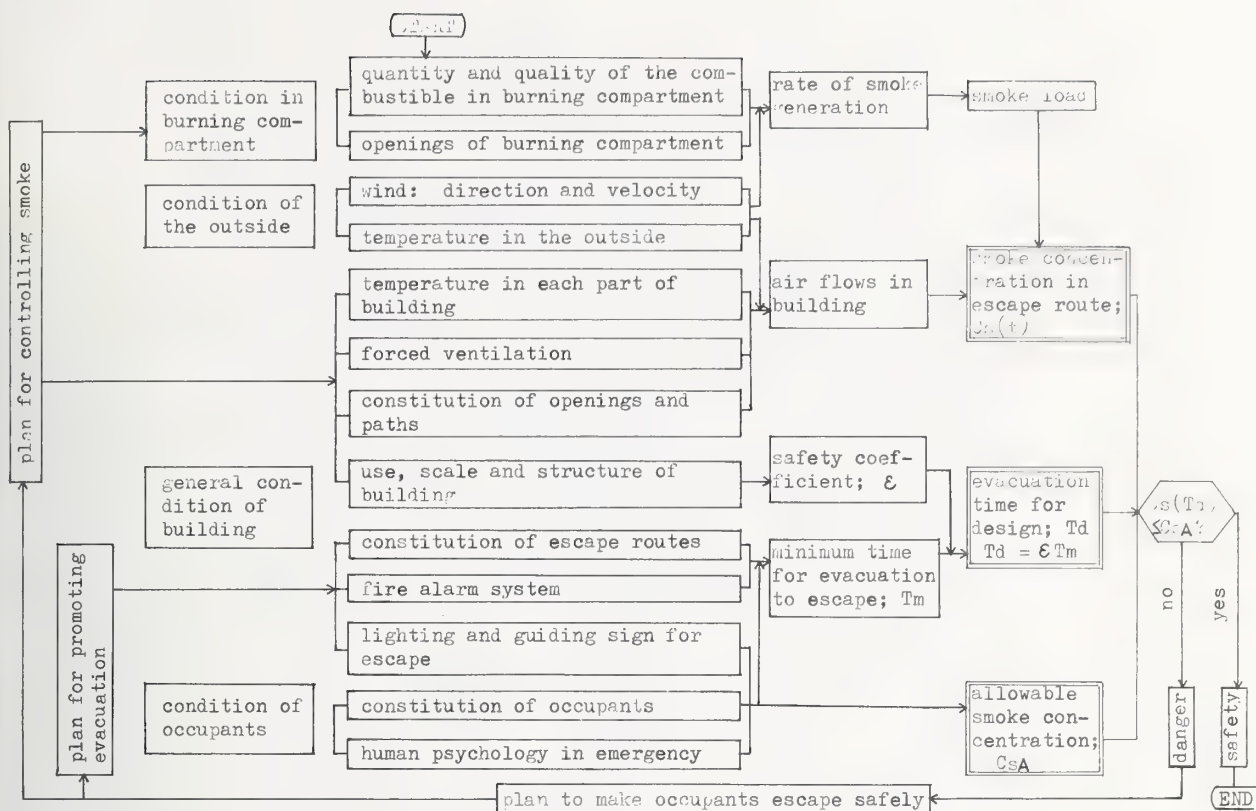 plan for controlling smoke
plan for promoting
evacuation
condition in
burning com-
partment
condition of
the outside
general con-
dition of
building
condition of
occupants
quantity and quality of the com-
bustible in burning compartment
openings of burning compartment
wind: direction and velocity
temperature in the outside
temperature in each part of
building
forced ventilation
constitution of openings and
paths
use, scale and structure of
building
constitution of escape routes
fire alarm system
lighting and guiding sign for
escape
constitution of occupants
human psychology in emergency
rate of smoke
generation
air flows in
building
safety coef-
ficient; ε
minimum time
for evacuation
to escape; Tm
smoke load
smoke concen-
tration in
escape route;
Cs(t)
evacuation
time for
design; Td
Td = εTm
allowable
smoke con-
centration;
CsA
≤CsA?
no
yes
danger
safety
plan to make occupants escape safely
END